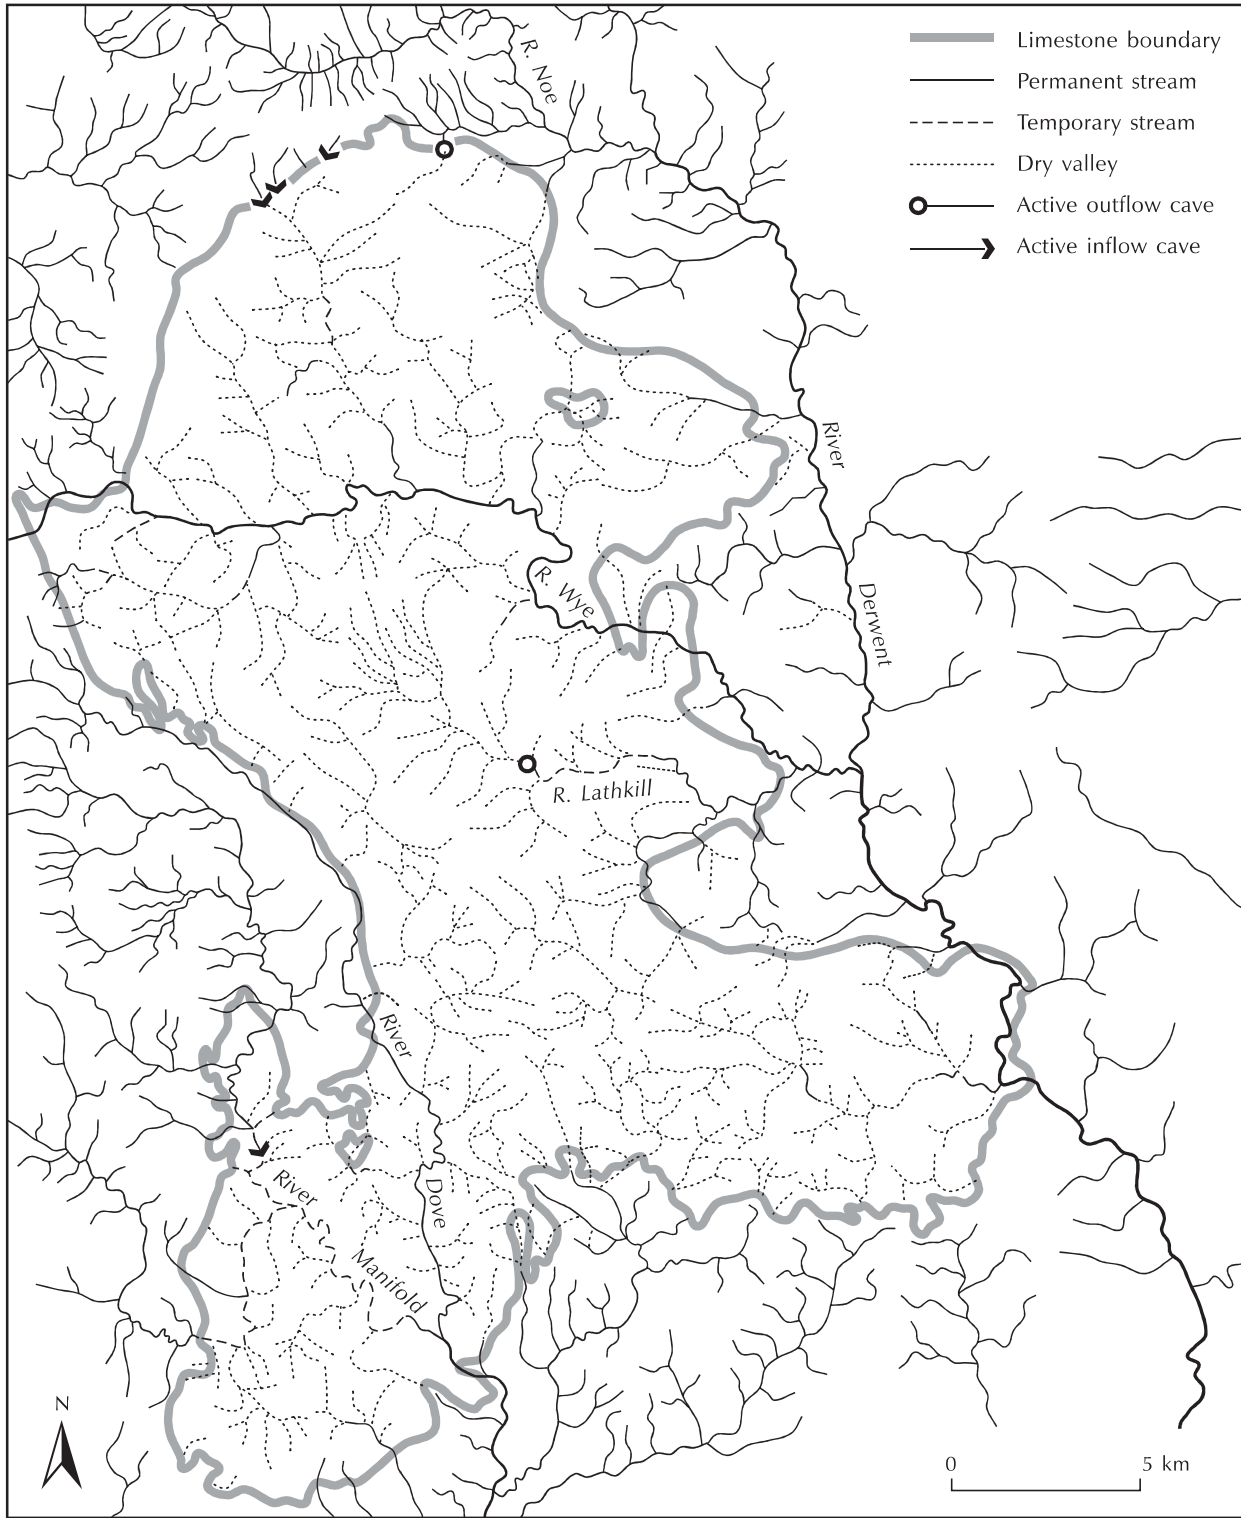 Limestone boundary
Permanent stream
Temporary stream
Dry valley
Active outflow cave
Active inflow cave
R. Noe
River
Derwent
R. Wye
R. Lathkill
River
Dove
River
Manifold
N
0 5 km